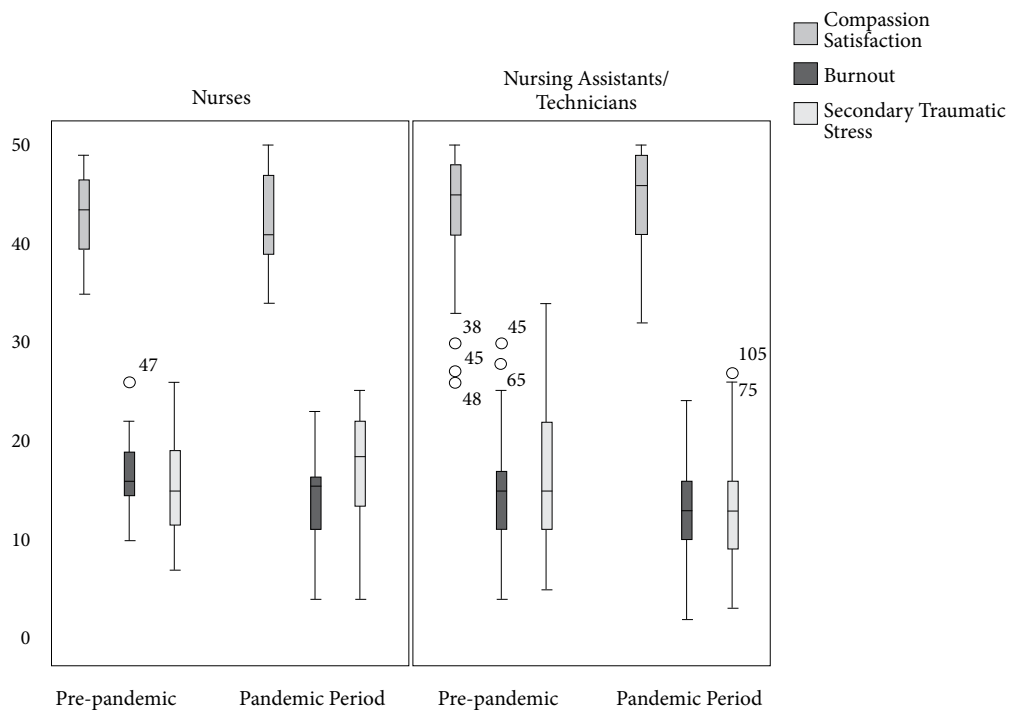 Compassion
Satisfaction
Burnout
Secondary Traumatic
Stress
Nurses
Nursing Assistants/
Technicians
50
40
30
20
10
0
47
38
45
48
45
65
105
75
Pre-pandemic
Pandemic Period
Pre-pandemic
Pandemic Period